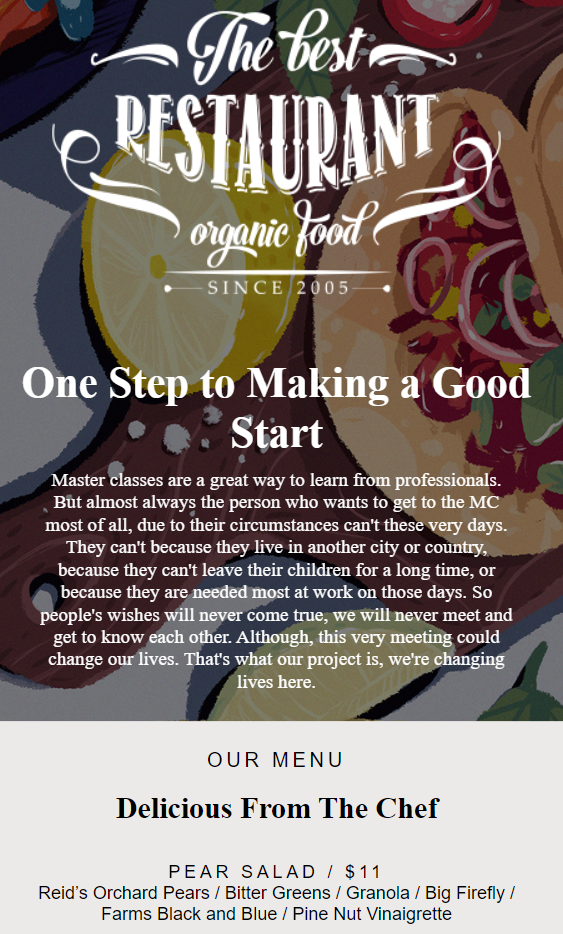 The best
RESTAURANT
organic food
SINCE 2005
One Step to Making a Good
Start
Master classes are a great way to learn from professionals.
But almost always the person who wants to get to the MC
most of all, due to their circumstances can't these very days.
They can't because they live in another city or country,
because they can't leave their children for a long time, or
because they are needed most at work on those days. So
people's wishes will never come true, we will never meet and
get to know each other. Although, this very meeting could
change our lives. That's what our project is, we're changing
lives here.
OUR MENU
Delicious From The Chef
PEAR SALAD / $11
Reid’s Orchard Pears / Bitter Greens / Granola / Big Firefly /
Farms Black and Blue / Pine Nut Vinaigrette